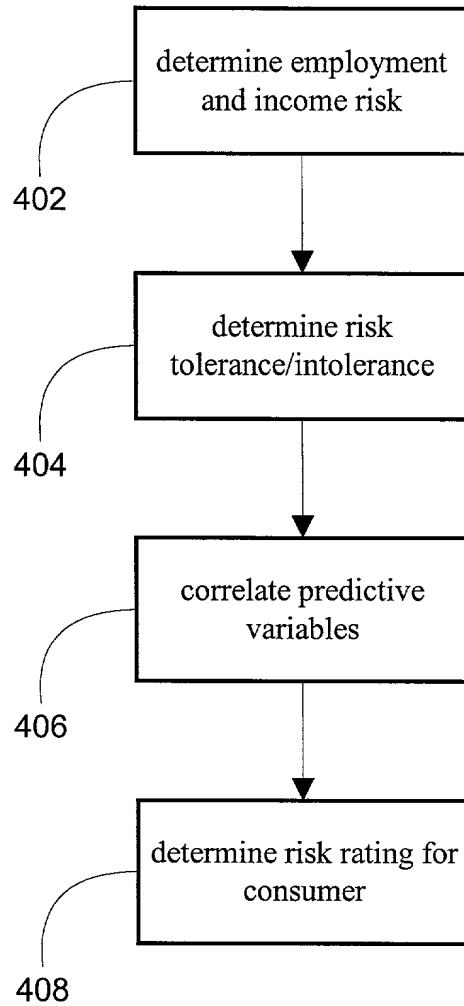 determine employment
and income risk
402
determine risk
tolerance/intolerance
404
correlate predictive
variables
406
determine risk rating for
consumer
408